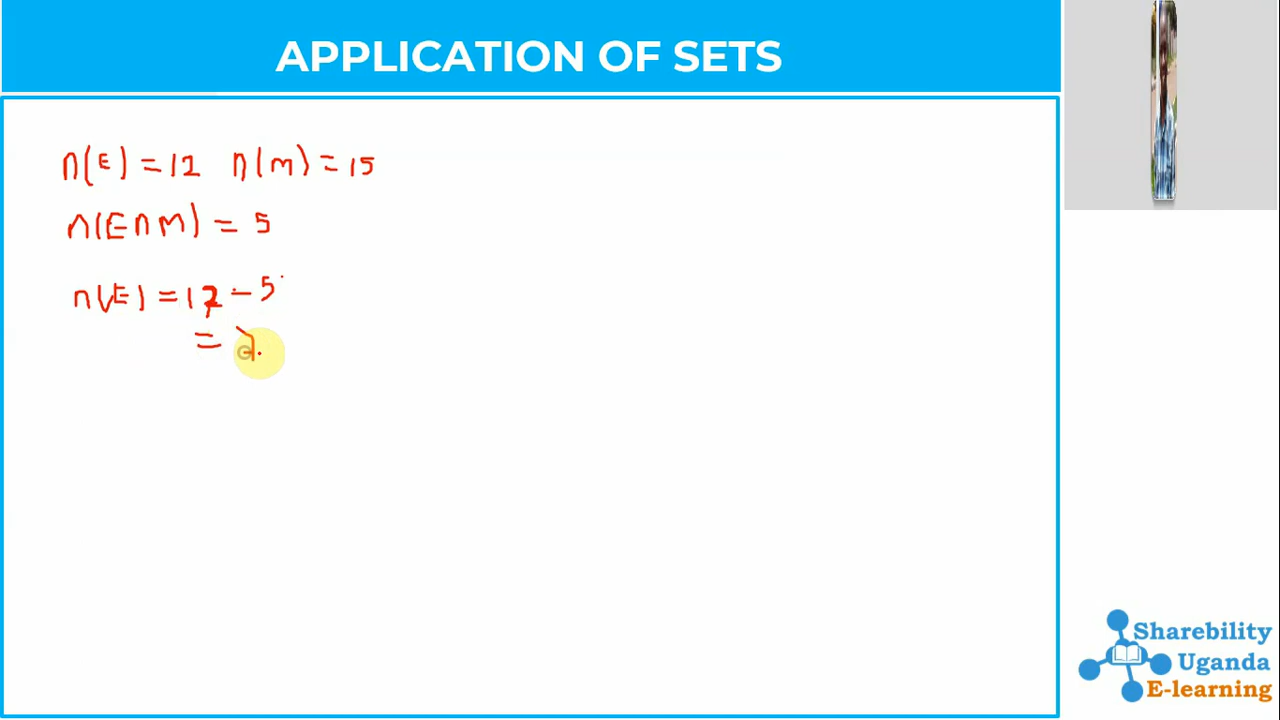 APPLICATION OF SETS
n(E) = 12 n(M) = 15
n(E∩M) = 5
n(E) = 12 - 5
= 7.
Sharebility
Uganda
E-learning